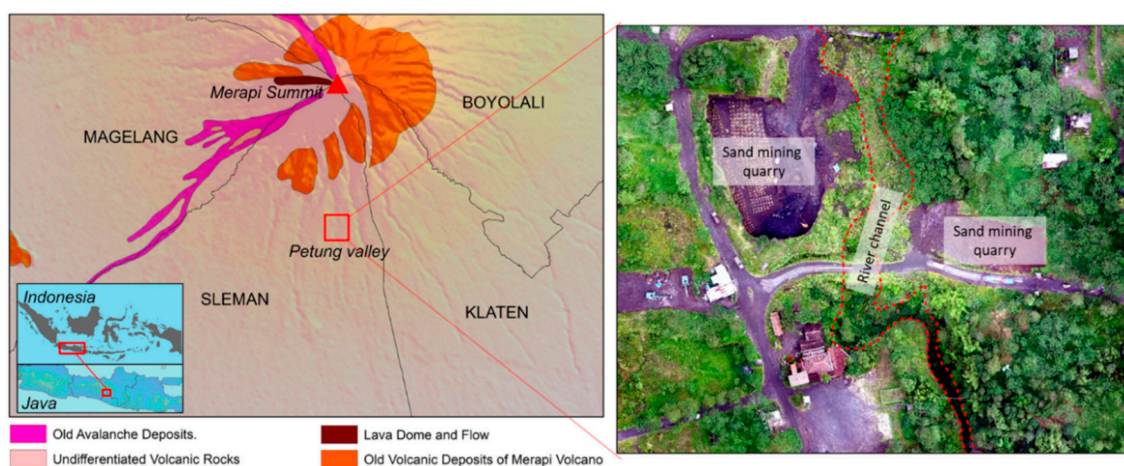 Merapi Summit
BOYOLALI
MAGELANG
Petung valley
SLEMAN
KLATEN
Indonesia
Java
Sand mining
quarry
River channel
Sand mining
quarry
Old Avalanche Deposits.
Lava Dome and Flow
Undifferentiated Volcanic Rocks
Old Volcanic Deposits of Merapi Volcano